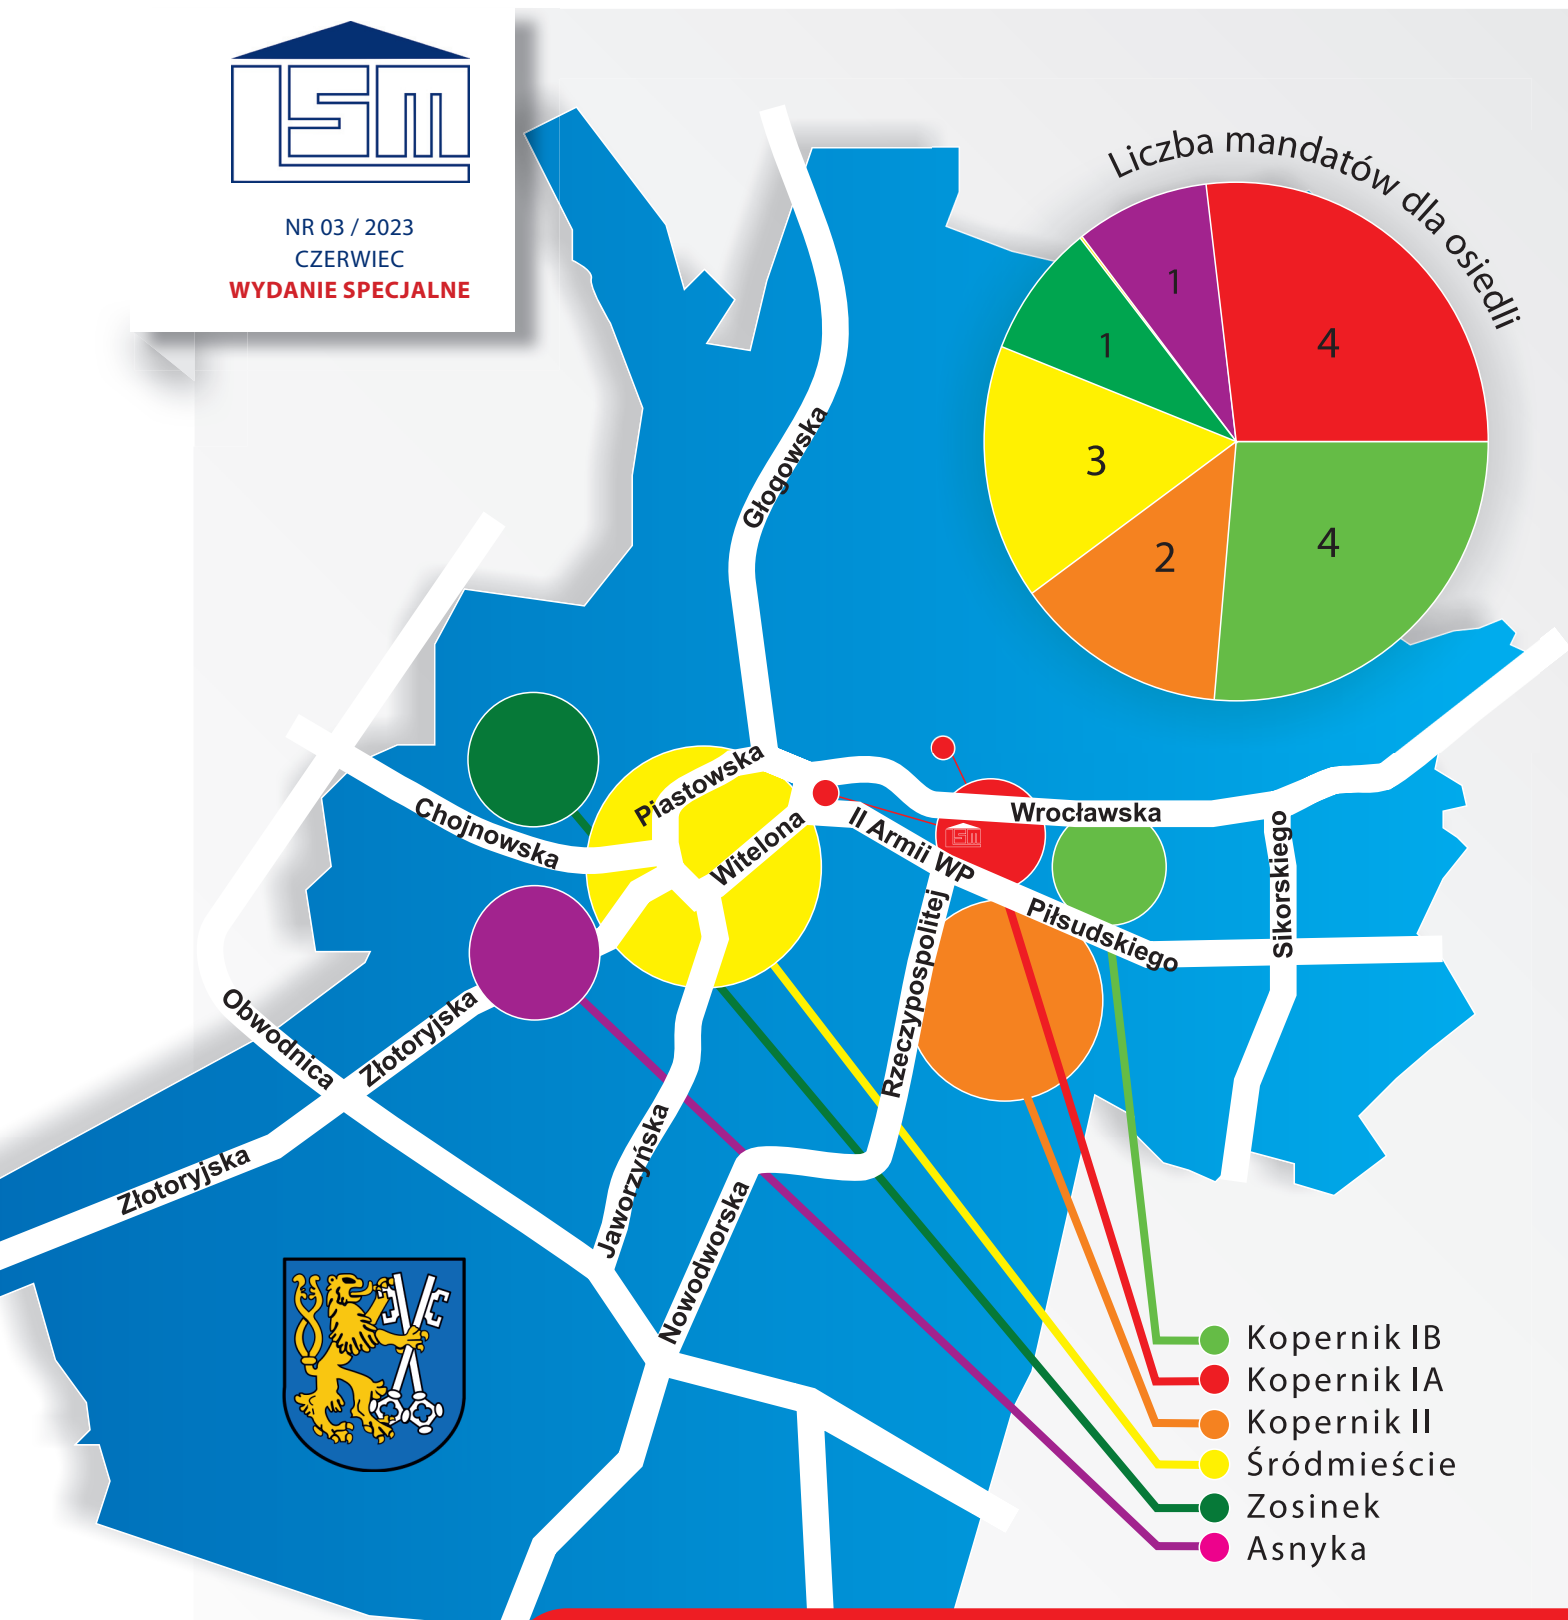 LSM
NR 03 / 2023
CZERWIEC
WYDANIE SPECJALNE
Liczba mandatów dla osiedli
1
4
1
3
2
4
Głogowska
Piastowska
Chojnowska
Witelona
II Armii WP
Wrocławska
LSM
Piłsudskiego
Sikorskiego
Rzeczypospolitej
Obwodnica
Złotoryjska
Złotoryjska
Jaworzyńska
Nowodworska
Kopernik IB
Kopernik IA
Kopernik II
Śródmieście
Zosinek
Asnyka